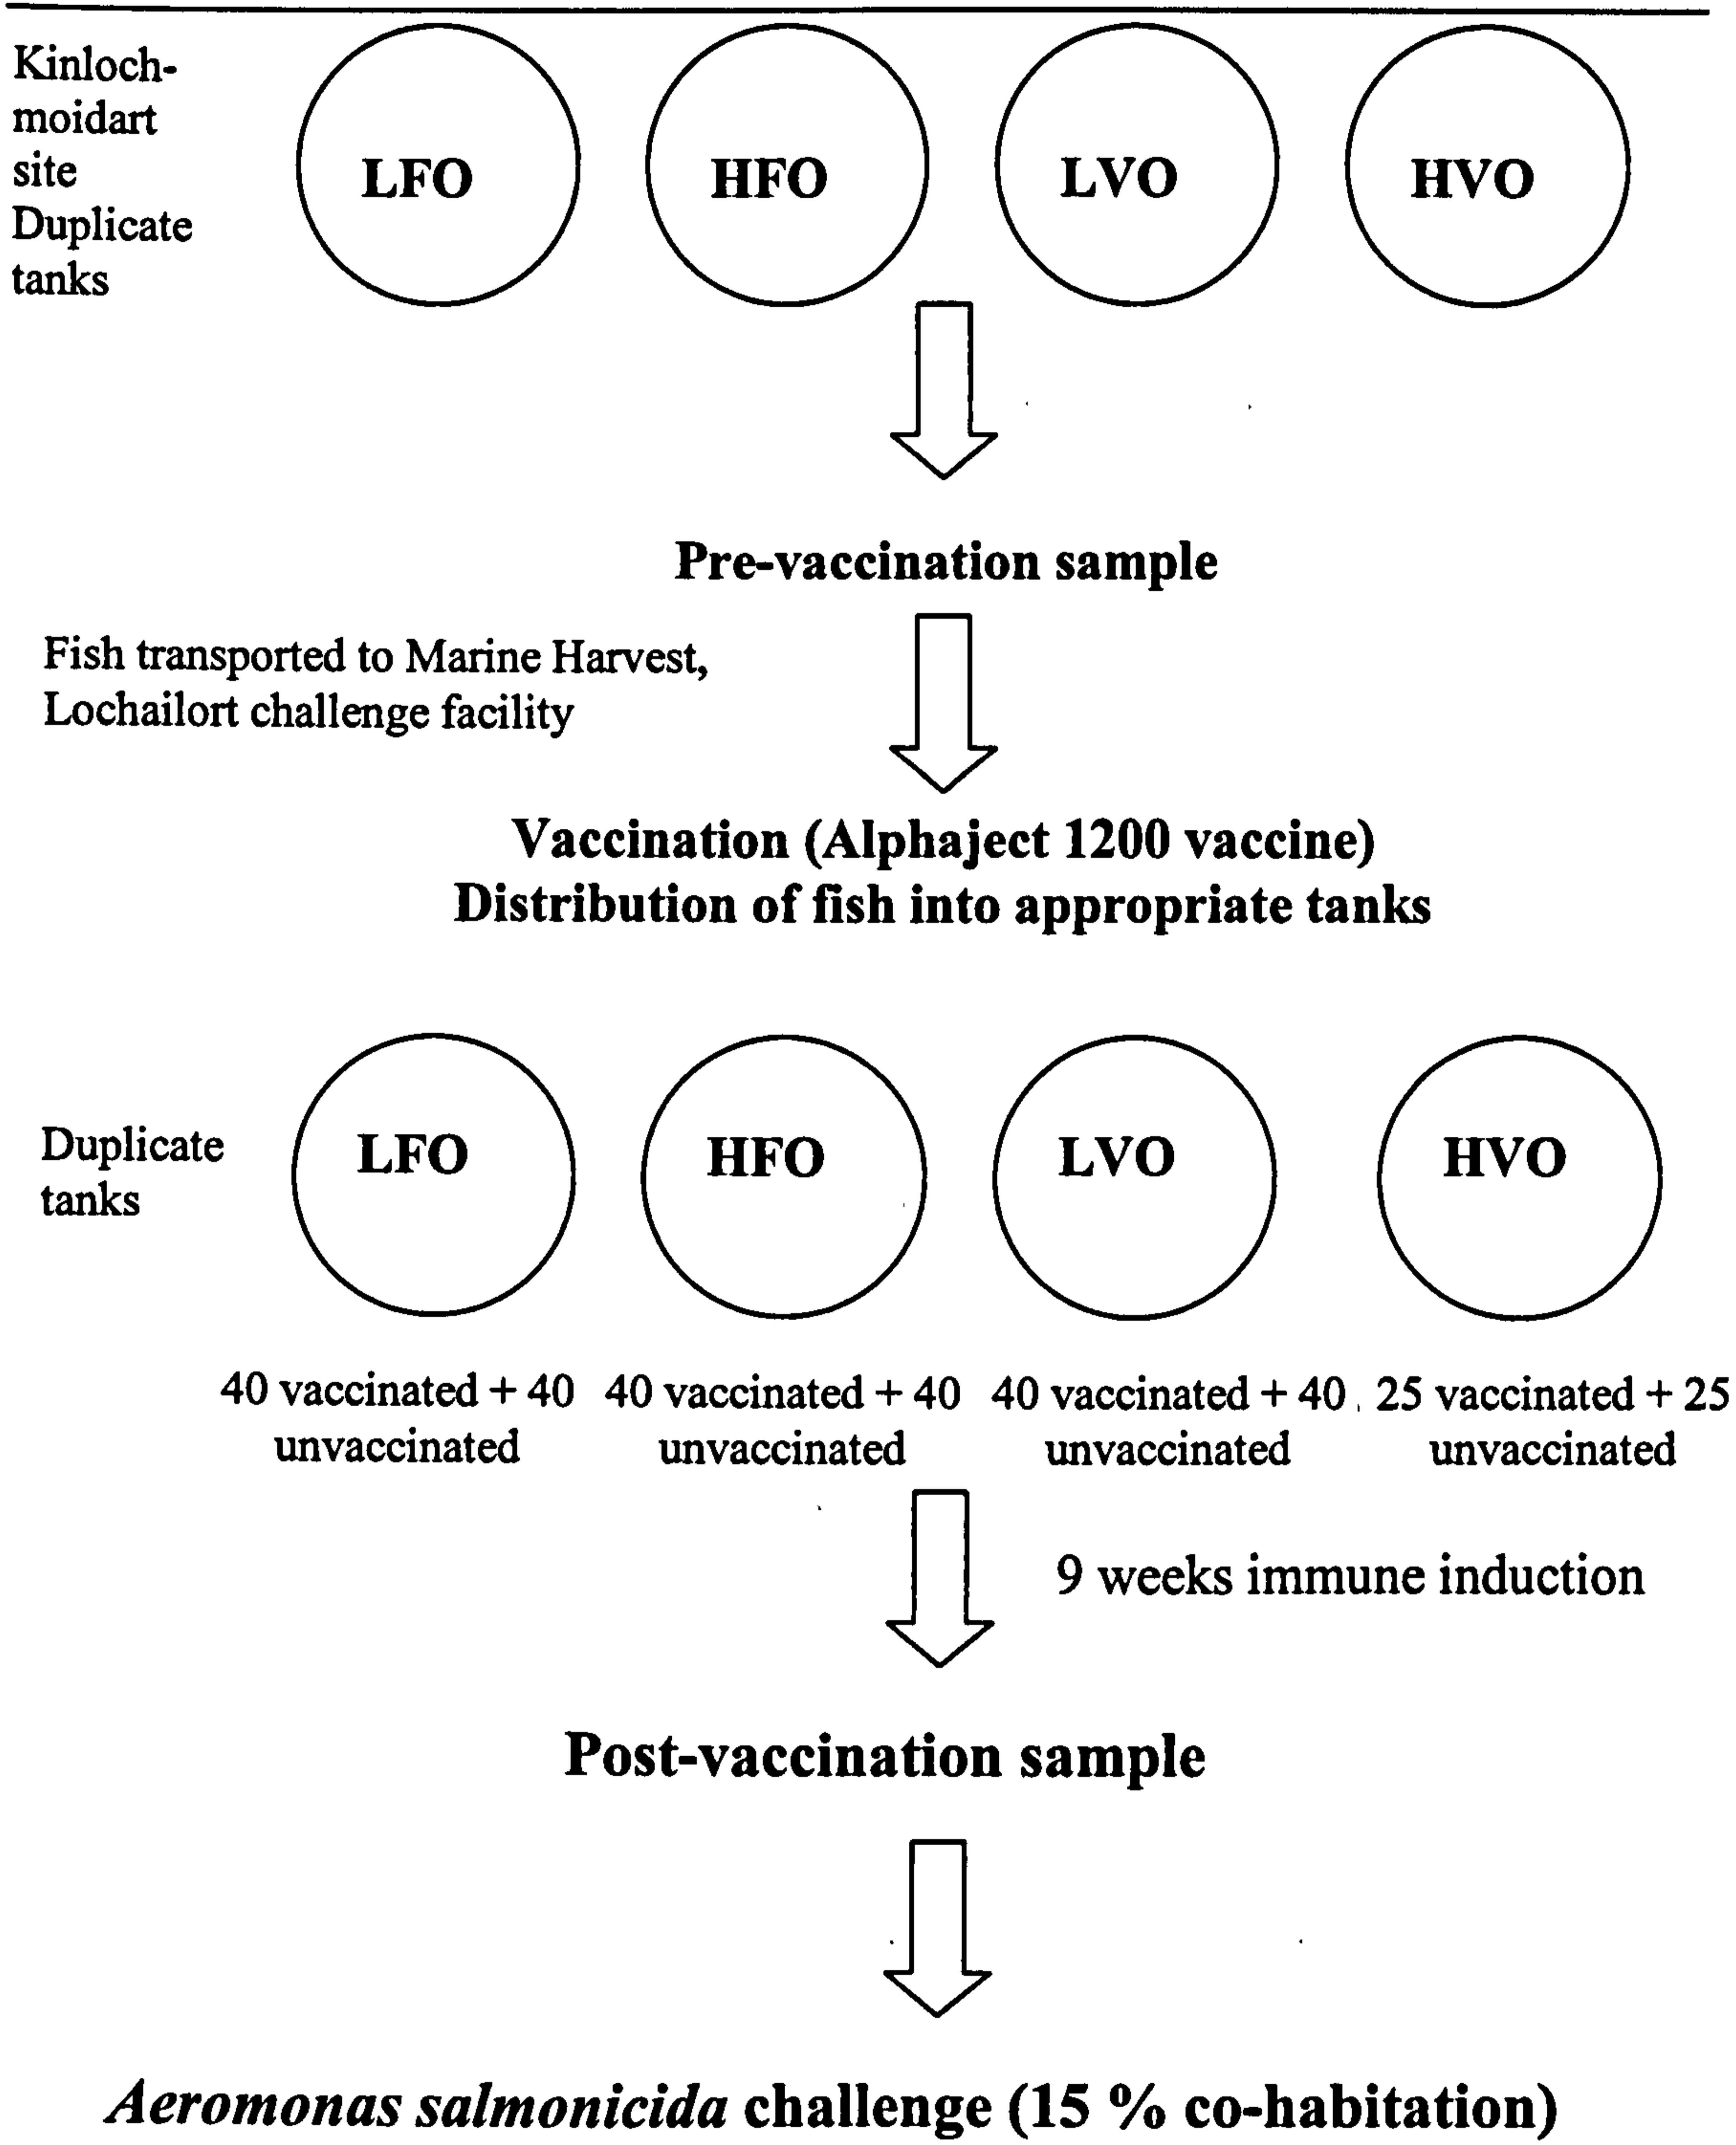 Kinloch-
moidart
site
Duplicate
tanks
LFO
HFO
LVO
HVO
Pre-vaccination sample
Fish transported to Marine Harvest,
Lochailort challenge facility
Vaccination (Alphaject 1200 vaccine)
Distribution of fish into appropriate tanks
Duplicate
tanks
LFO
HFO
LVO
HVO
40 vaccinated + 40
unvaccinated
40 vaccinated + 40
unvaccinated
40 vaccinated + 40
unvaccinated
25 vaccinated + 25
unvaccinated
9 weeks immune induction
Post-vaccination sample
Aeromonas salmonicida challenge (15 % co-habitation)